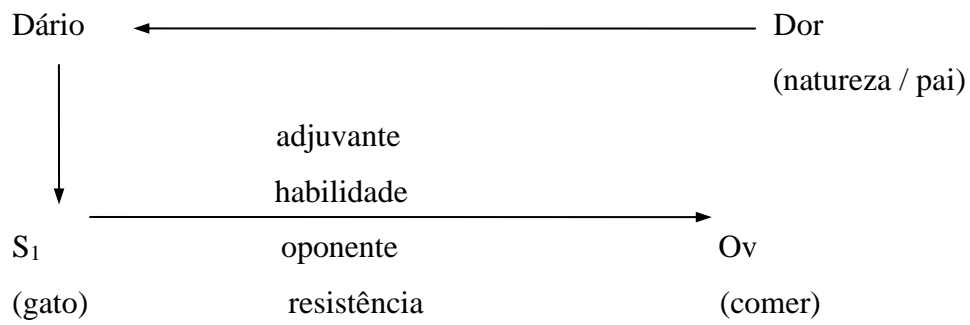 Dário Dor
(natureza / pai)
adjuvante
habilidade
S₁ oponente Ov
(gato) resistência (comer)